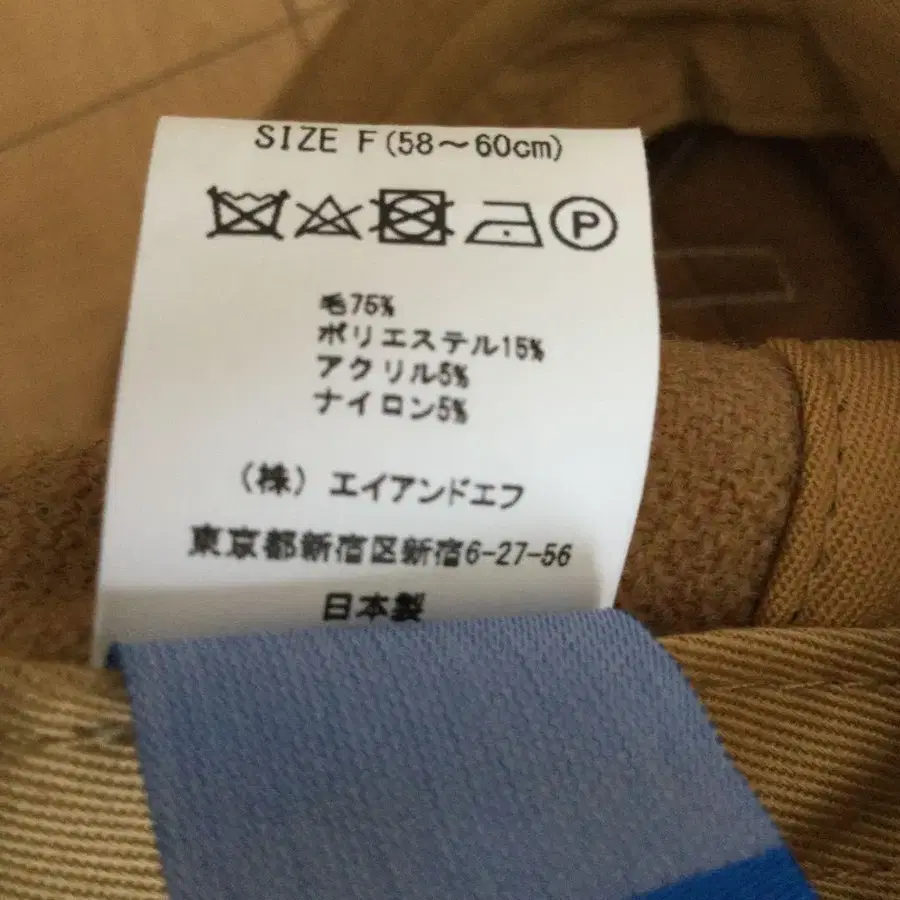 SIZE F(58～60cm)
P
毛75%
ポリエステル15%
アクリル5%
ナイロン5%
(株) エイアンドエフ
東京都新宿区新宿6-27-56
日本製